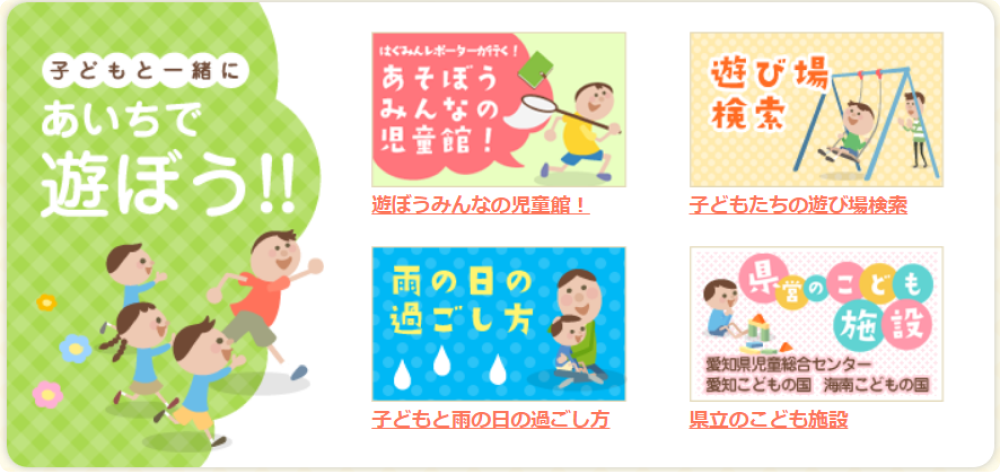 子どもと一緒に
あいちで
遊ぼう!!
はぐみんレポーターが行く！
あそぼう
みんなの
児童館！
遊ぼうみんなの児童館！
遊び場
検索
子どもたちの遊び場検索
雨の日の
過ごし方
子どもと雨の日の過ごし方
県営のこども
施設
愛知県児童総合センター
愛知こどもの国　海南こどもの国
県立のこども施設